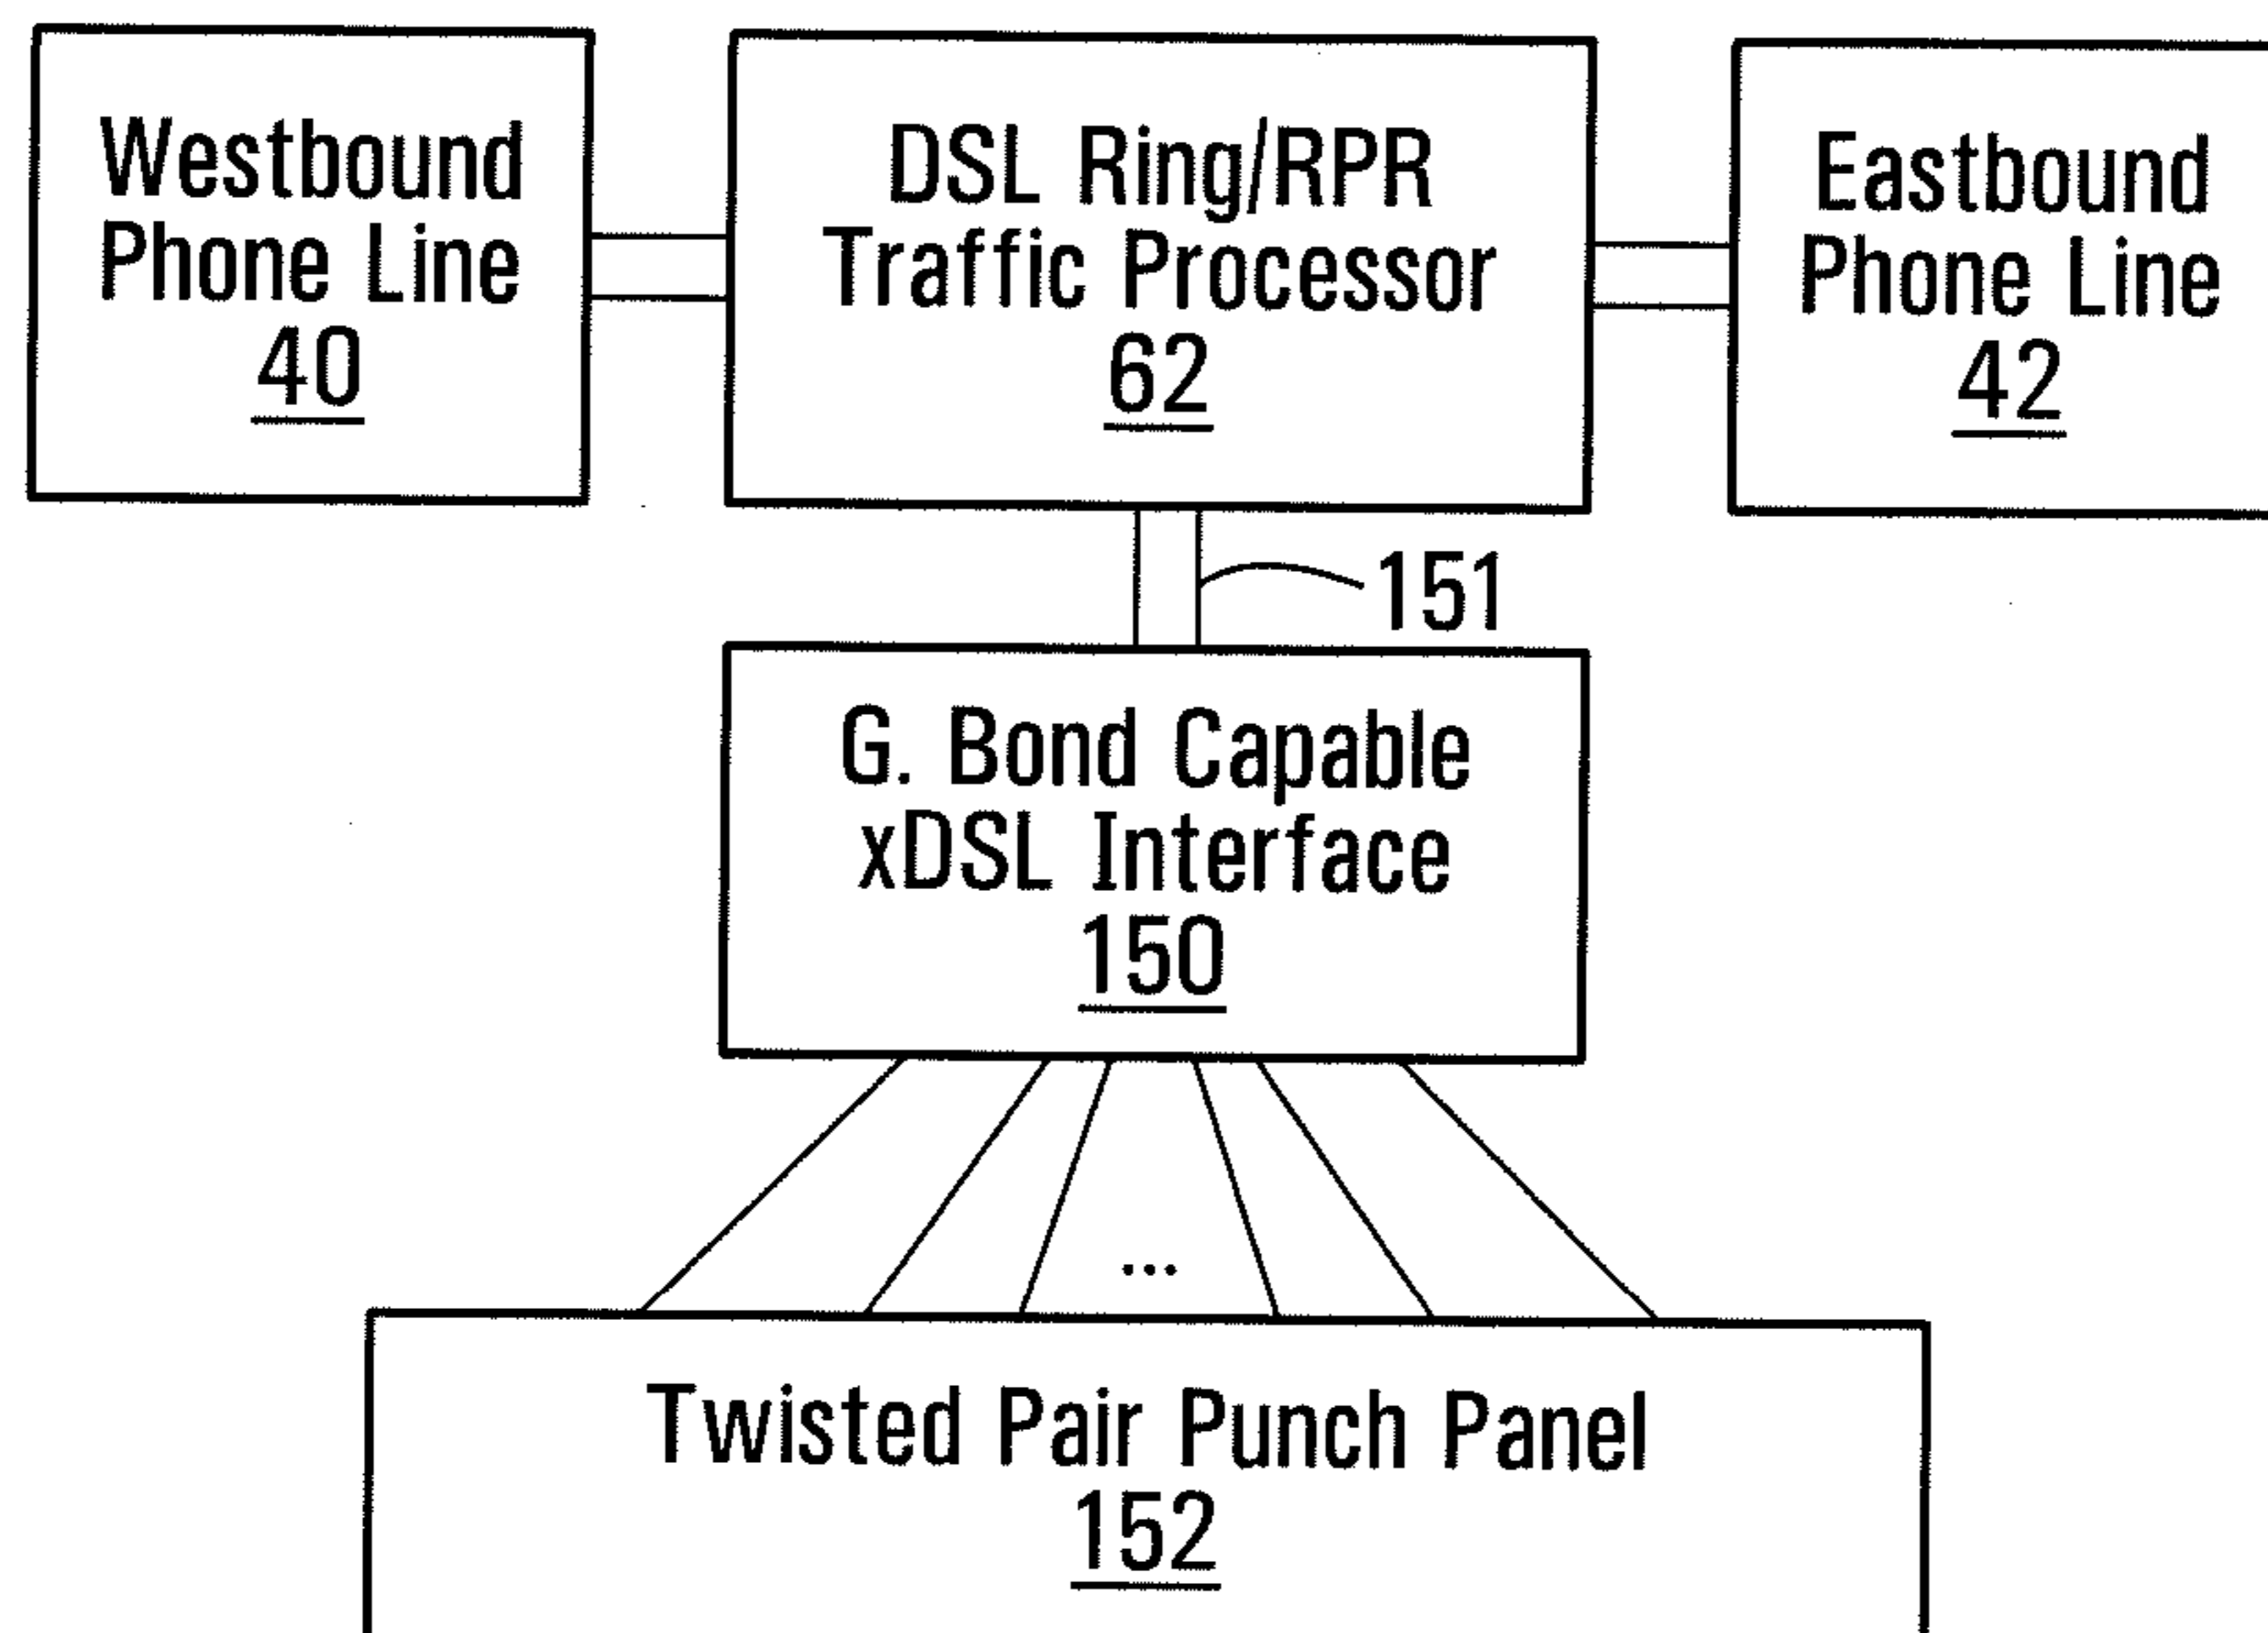 Westbound
Phone Line
40
DSL Ring/RPR
Traffic Processor
62
Eastbound
Phone Line
42
151
G. Bond Capable
xDSL Interface
150
...
Twisted Pair Punch Panel
152